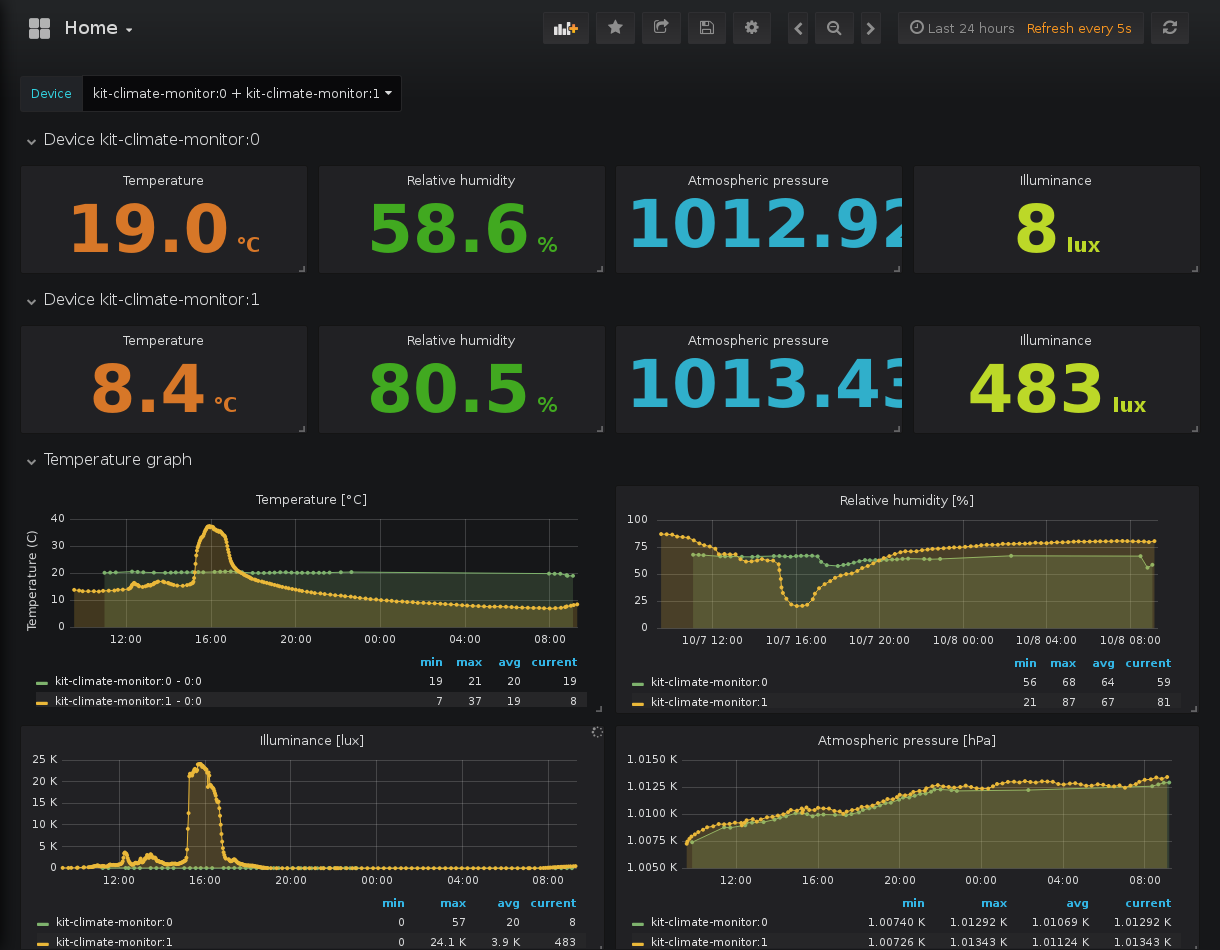 Home
Last 24 hours Refresh every 5s
Device kit-climate-monitor:0 + kit-climate-monitor:1
Device kit-climate-monitor:0
Temperature Relative humidity Atmospheric pressure Illuminance
19.0 °C 58.6 % 1012.92 8 lux
Device kit-climate-monitor:1
Temperature Relative humidity Atmospheric pressure Illuminance
8.4 °C 80.5 % 1013.43 483 lux
Temperature graph
Temperature [°C]
Temperature (C)
40
30
20
10
0
12:00 16:00 20:00 00:00 04:00 08:00
min max avg current
kit-climate-monitor:0 - 0:0 19 21 20 19
kit-climate-monitor:1 - 0:0 7 37 19 8
Relative humidity [%]
100
75
50
25
0
10/7 12:00 10/7 16:00 10/7 20:00 10/8 00:00 10/8 04:00 10/8 08:00
min max avg current
kit-climate-monitor:0 56 68 64 59
kit-climate-monitor:1 21 87 67 81
Illuminance [lux]
25 K
20 K
15 K
10 K
5 K
0
12:00 16:00 20:00 00:00 04:00 08:00
min max avg current
kit-climate-monitor:0 0 57 20 8
kit-climate-monitor:1 0 24.1 K 3.9 K 483
Atmospheric pressure [hPa]
1.0150 K
1.0125 K
1.0100 K
1.0075 K
1.0050 K
12:00 16:00 20:00 00:00 04:00 08:00
min max avg current
kit-climate-monitor:0 1.00740 K 1.01292 K 1.01069 K 1.01292 K
kit-climate-monitor:1 1.00726 K 1.01343 K 1.01124 K 1.01343 K